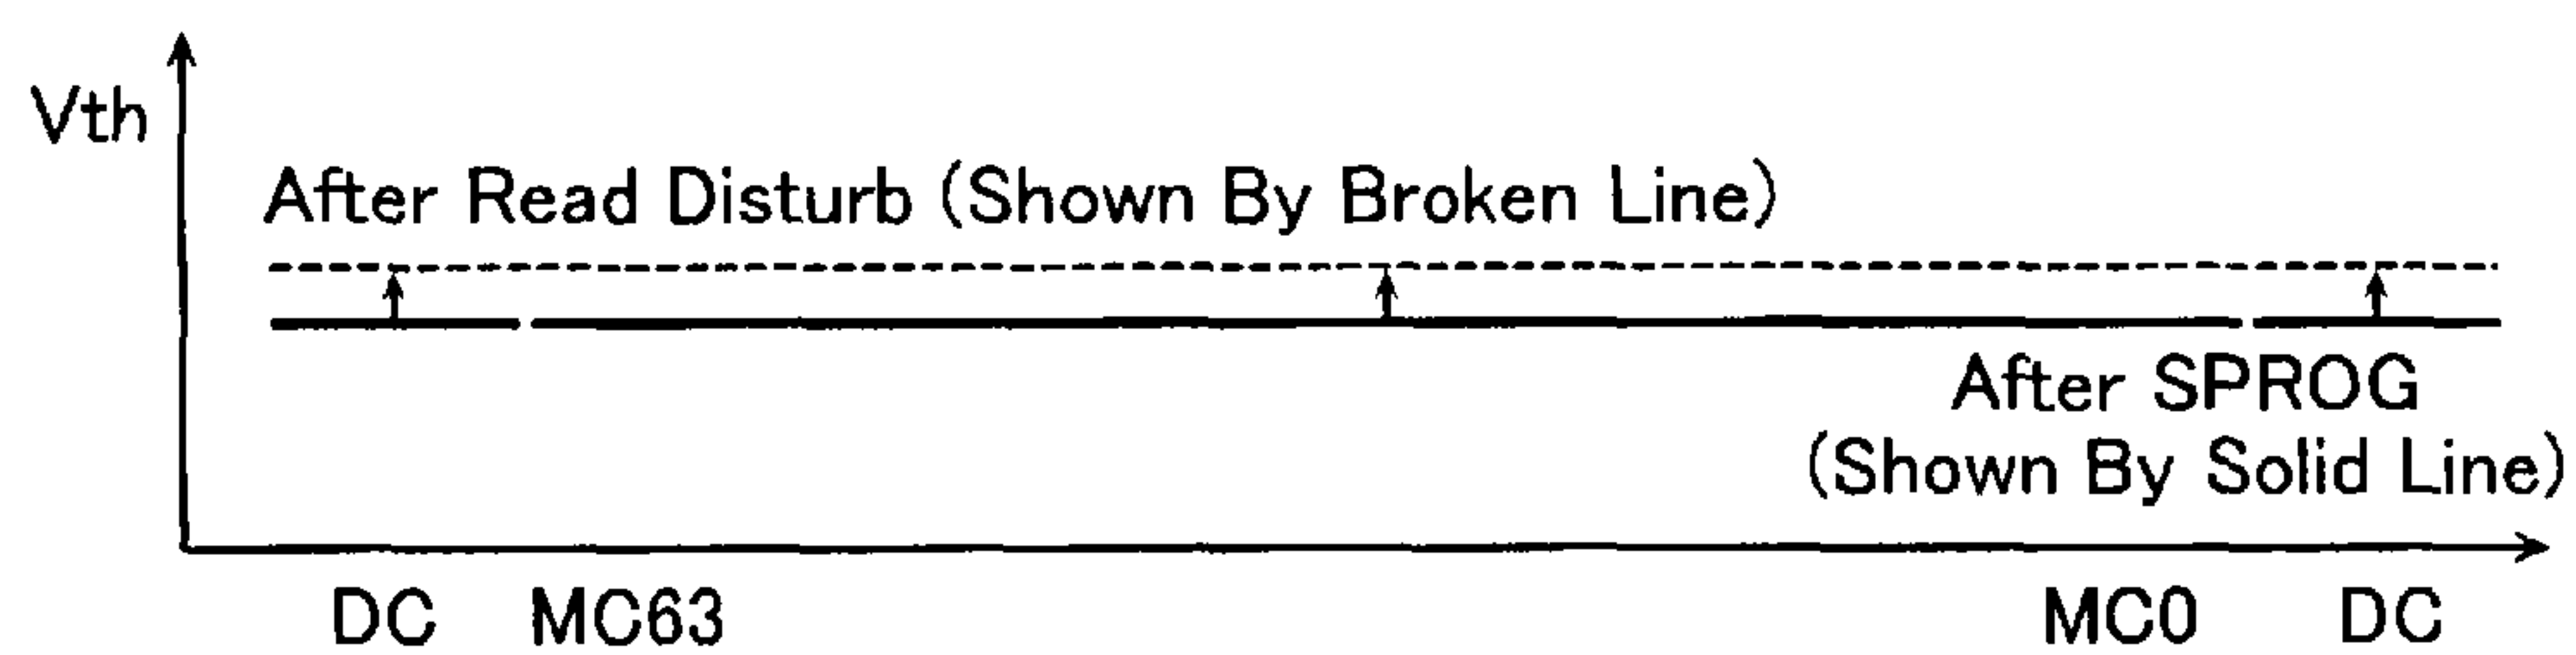 Vth
After Read Disturb (Shown By Broken Line)
After SPROG
(Shown By Solid Line)
DC MC63 MC0 DC